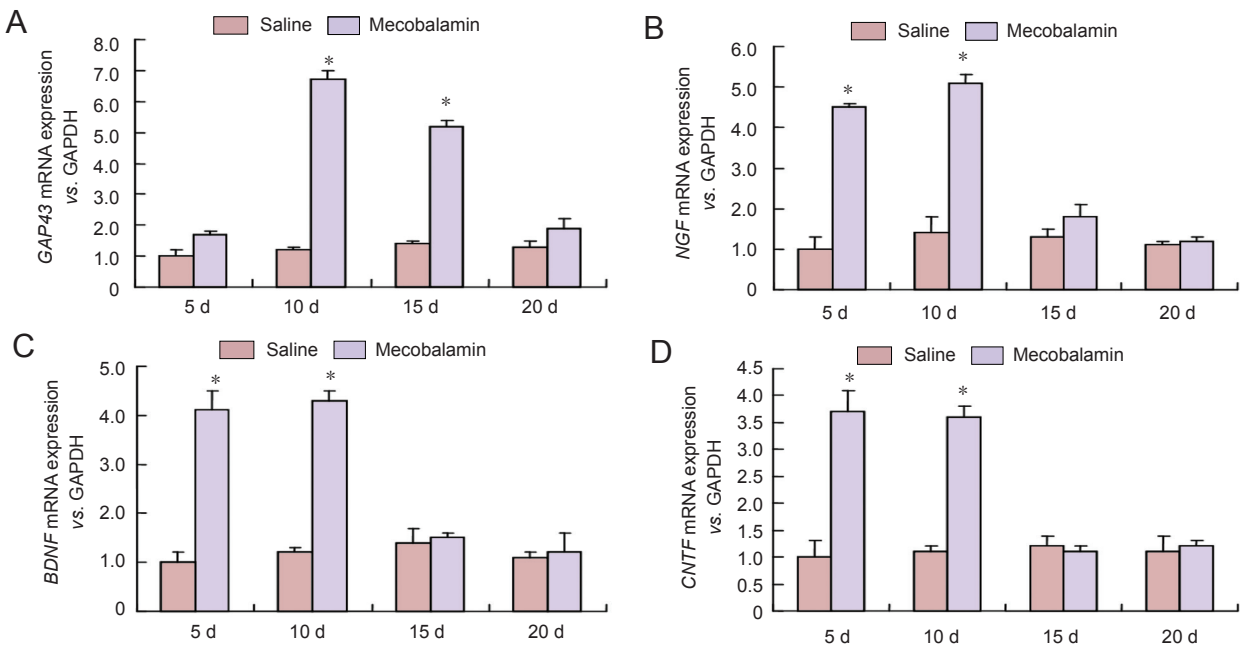 A
Saline Mecobalamin
GAP43 mRNA expression
vs. GAPDH
8.0
7.0
6.0
5.0
4.0
3.0
2.0
1.0
0
*
*
5 d 10 d 15 d 20 d
B
Saline Mecobalamin
NGF mRNA expression
vs. GAPDH
6.0
5.0
4.0
3.0
2.0
1.0
0
*
*
5 d 10 d 15 d 20 d
C
Saline Mecobalamin
BDNF mRNA expression
vs. GAPDH
5.0
4.0
3.0
2.0
1.0
0
*
*
5 d 10 d 15 d 20 d
D
Saline Mecobalamin
CNTF mRNA expression
vs. GAPDH
4.5
4.0
3.5
3.0
2.5
2.0
1.5
1.0
0.5
0
*
*
5 d 10 d 15 d 20 d